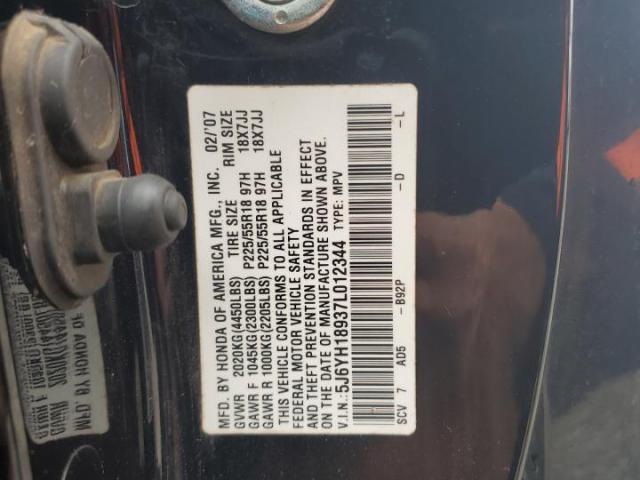 MFD. BY HONDA OF AMERICA MFG., INC. 02/'07
TIRE SIZE RIM SIZE
GVWR 2020KG(4450LBS)
GAWR F 1045KG(2300LBS) P225/55R18 97H 18X7JJ
GAWR R 1000KG(2205LBS) P225/55R18 97H 18X7JJ
THIS VEHICLE CONFORMS TO ALL APPLICABLE
FEDERAL MOTOR VEHICLE SAFETY
AND THEFT PREVENTION STANDARDS IN EFFECT
ON THE DATE OF MANUFACTURE SHOWN ABOVE.
V.I.N.: 5J6YH18937L012344 TYPE: MPV
SCV 7 AD5 -B92P -D -L